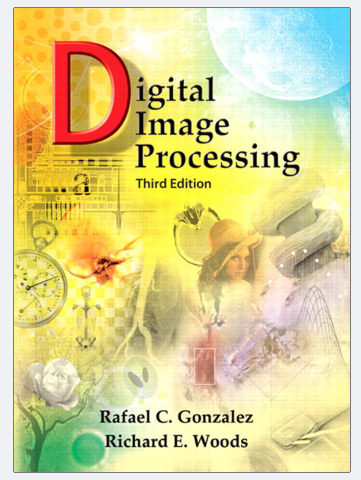 Digital
Image
Processing
Third Edition
a
Rafael C. Gonzalez
Richard E. Woods